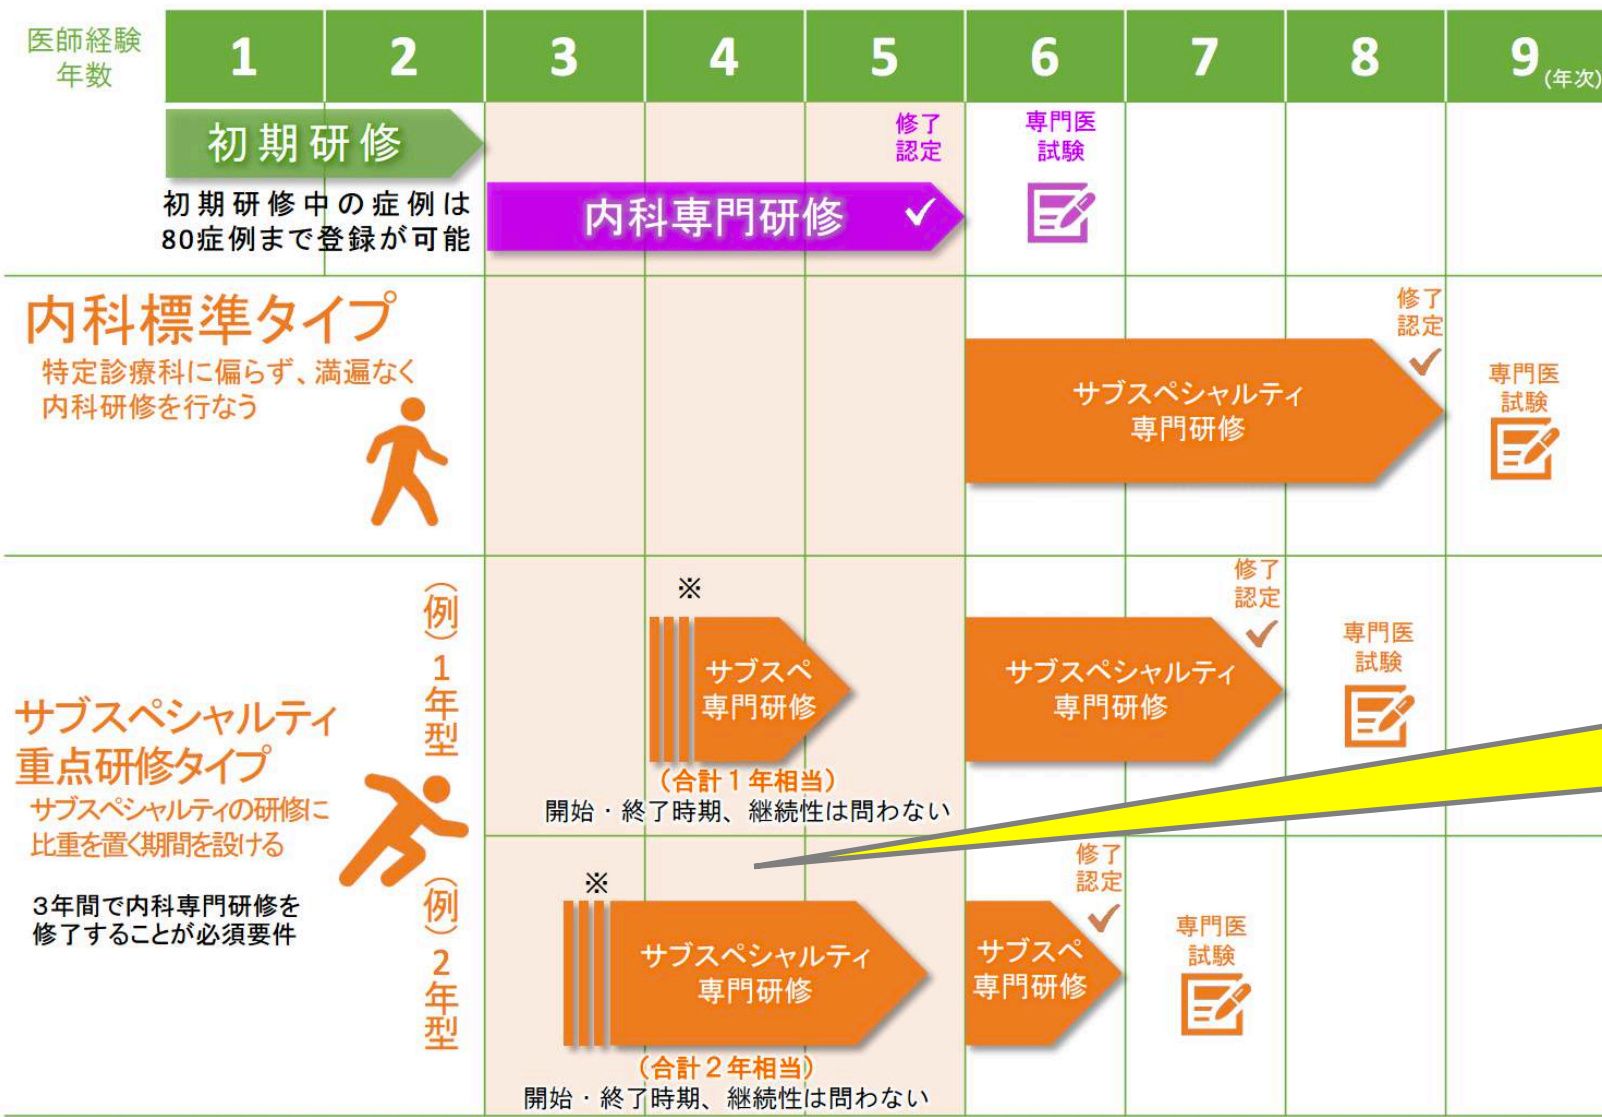 医師経験
年数
1
2
3
4
5
6
7
8
9(年次)
初期研修
初期研修中の症例は
80症例まで登録が可能
内科専門研修
修了
認定
専門医
試験
内科標準タイプ
特定診療科に偏らず、満遍なく
内科研修を行なう
サブスペシャルティ
専門研修
修了
認定
専門医
試験
サブスペシャルティ
重点研修タイプ
サブスペシャルティの研修に
比重を置く期間を設ける
3年間で内科専門研修を
修了することが必須要件
(例)1年型
※
サブスペ
専門研修
(合計1年相当)
開始・終了時期、継続性は問わない
サブスペシャルティ
専門研修
修了
認定
専門医
試験
(例)2年型
※
サブスペシャルティ
専門研修
(合計2年相当)
開始・終了時期、継続性は問わない
サブスペ
専門研修
修了
認定
専門医
試験